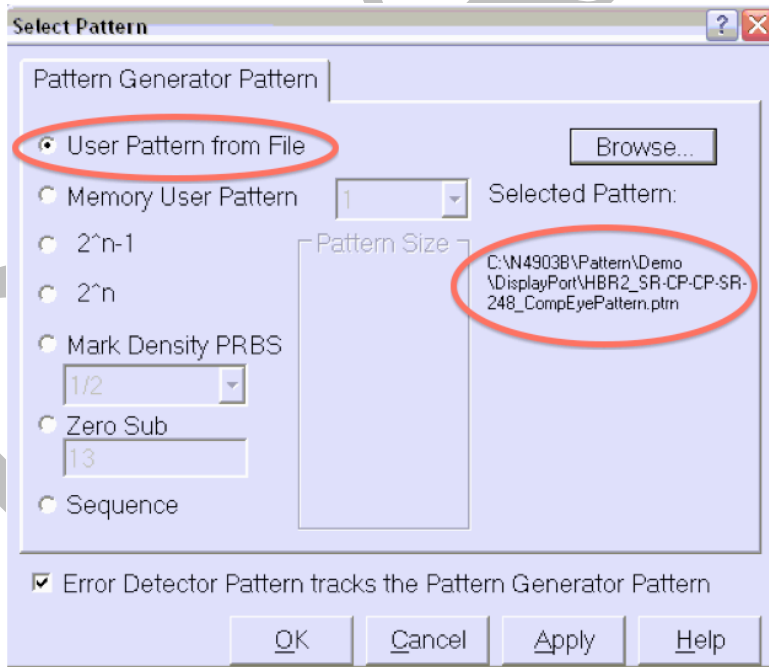 Select Pattern
Pattern Generator Pattern
User Pattern from File
Browse...
Memory User Pattern
1
Selected Pattern:
2^n-1
Pattern Size
C:\N4903B\Pattern\Demo
\DisplayPort\HBR2_SR-CP-CP-SR-
248_CompEyePattern.ptrn
2^n
Mark Density PRBS
1/2
Zero Sub
13
Sequence
Error Detector Pattern tracks the Pattern Generator Pattern
OK
Cancel
Apply
Help